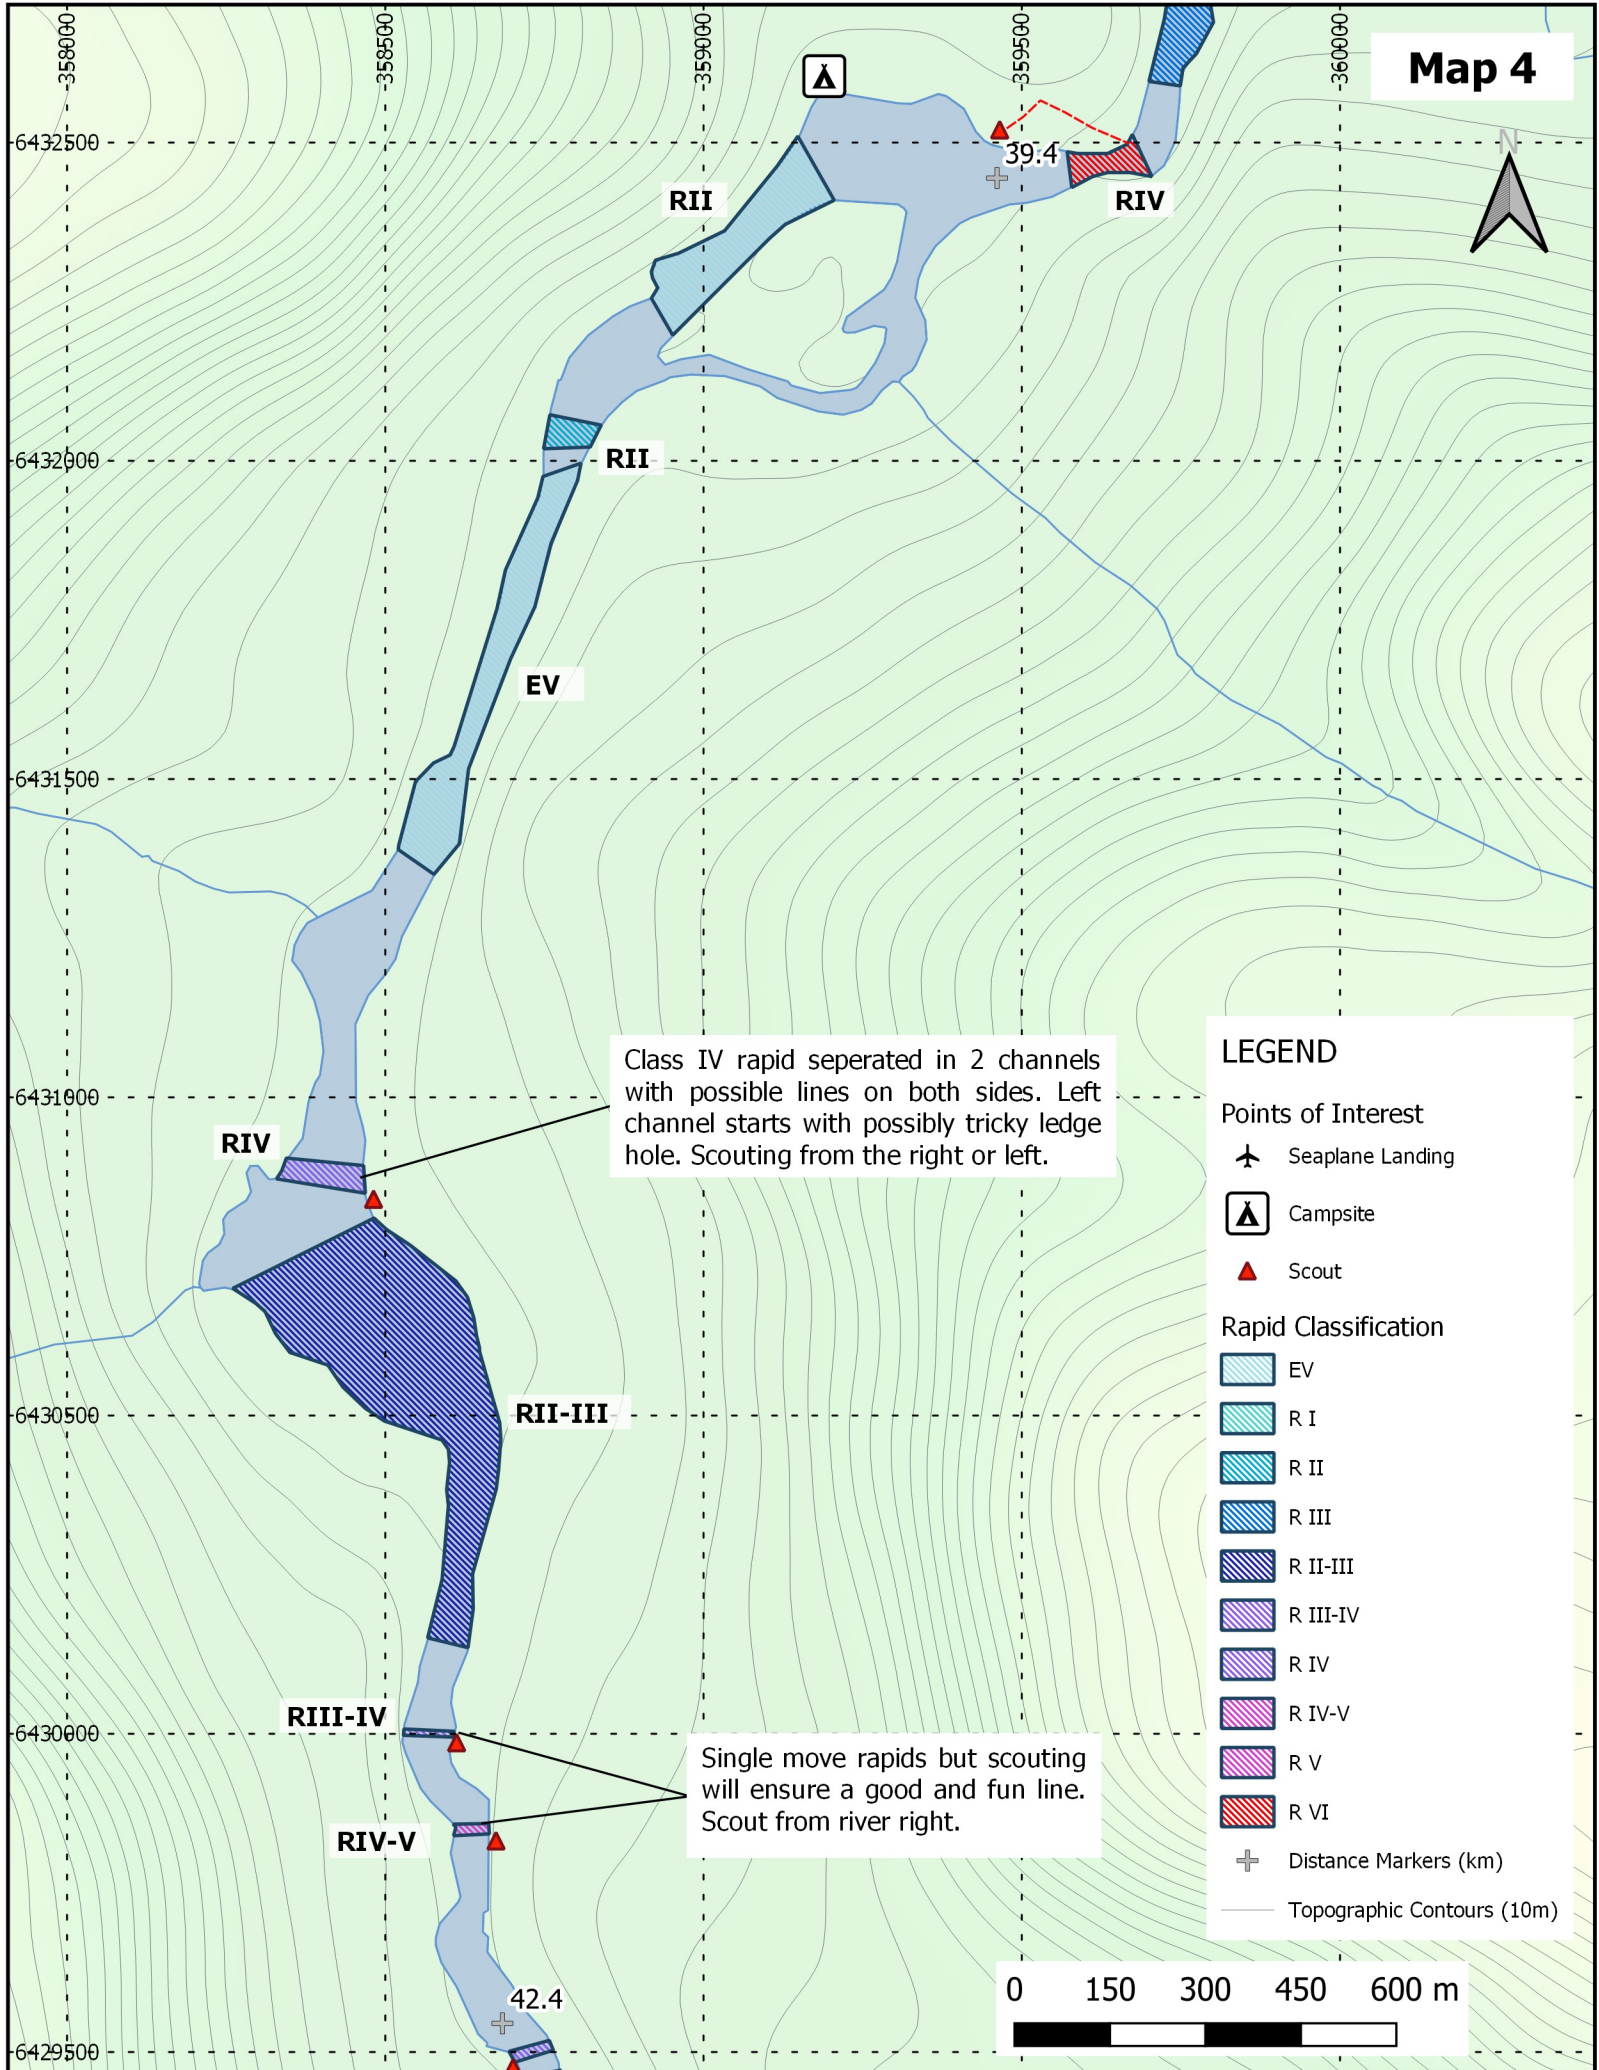 358000
358500
359000
359500
360000
Map 4
6432500
39.4
N
RII
RIV
6432000
RII
EV
6431500
Class IV rapid seperated in 2 channels
with possible lines on both sides. Left
channel starts with possibly tricky ledge
hole. Scouting from the right or left.
6431000
RIV
6430500
RII-III
RIII-IV
6430000
Single move rapids but scouting
will ensure a good and fun line.
Scout from river right.
RIV-V
42.4
6429500
LEGEND
Points of Interest
Seaplane Landing
Campsite
Scout
Rapid Classification
EV
R I
R II
R III
R II-III
R III-IV
R IV
R IV-V
R V
R VI
Distance Markers (km)
Topographic Contours (10m)
0 150 300 450 600 m